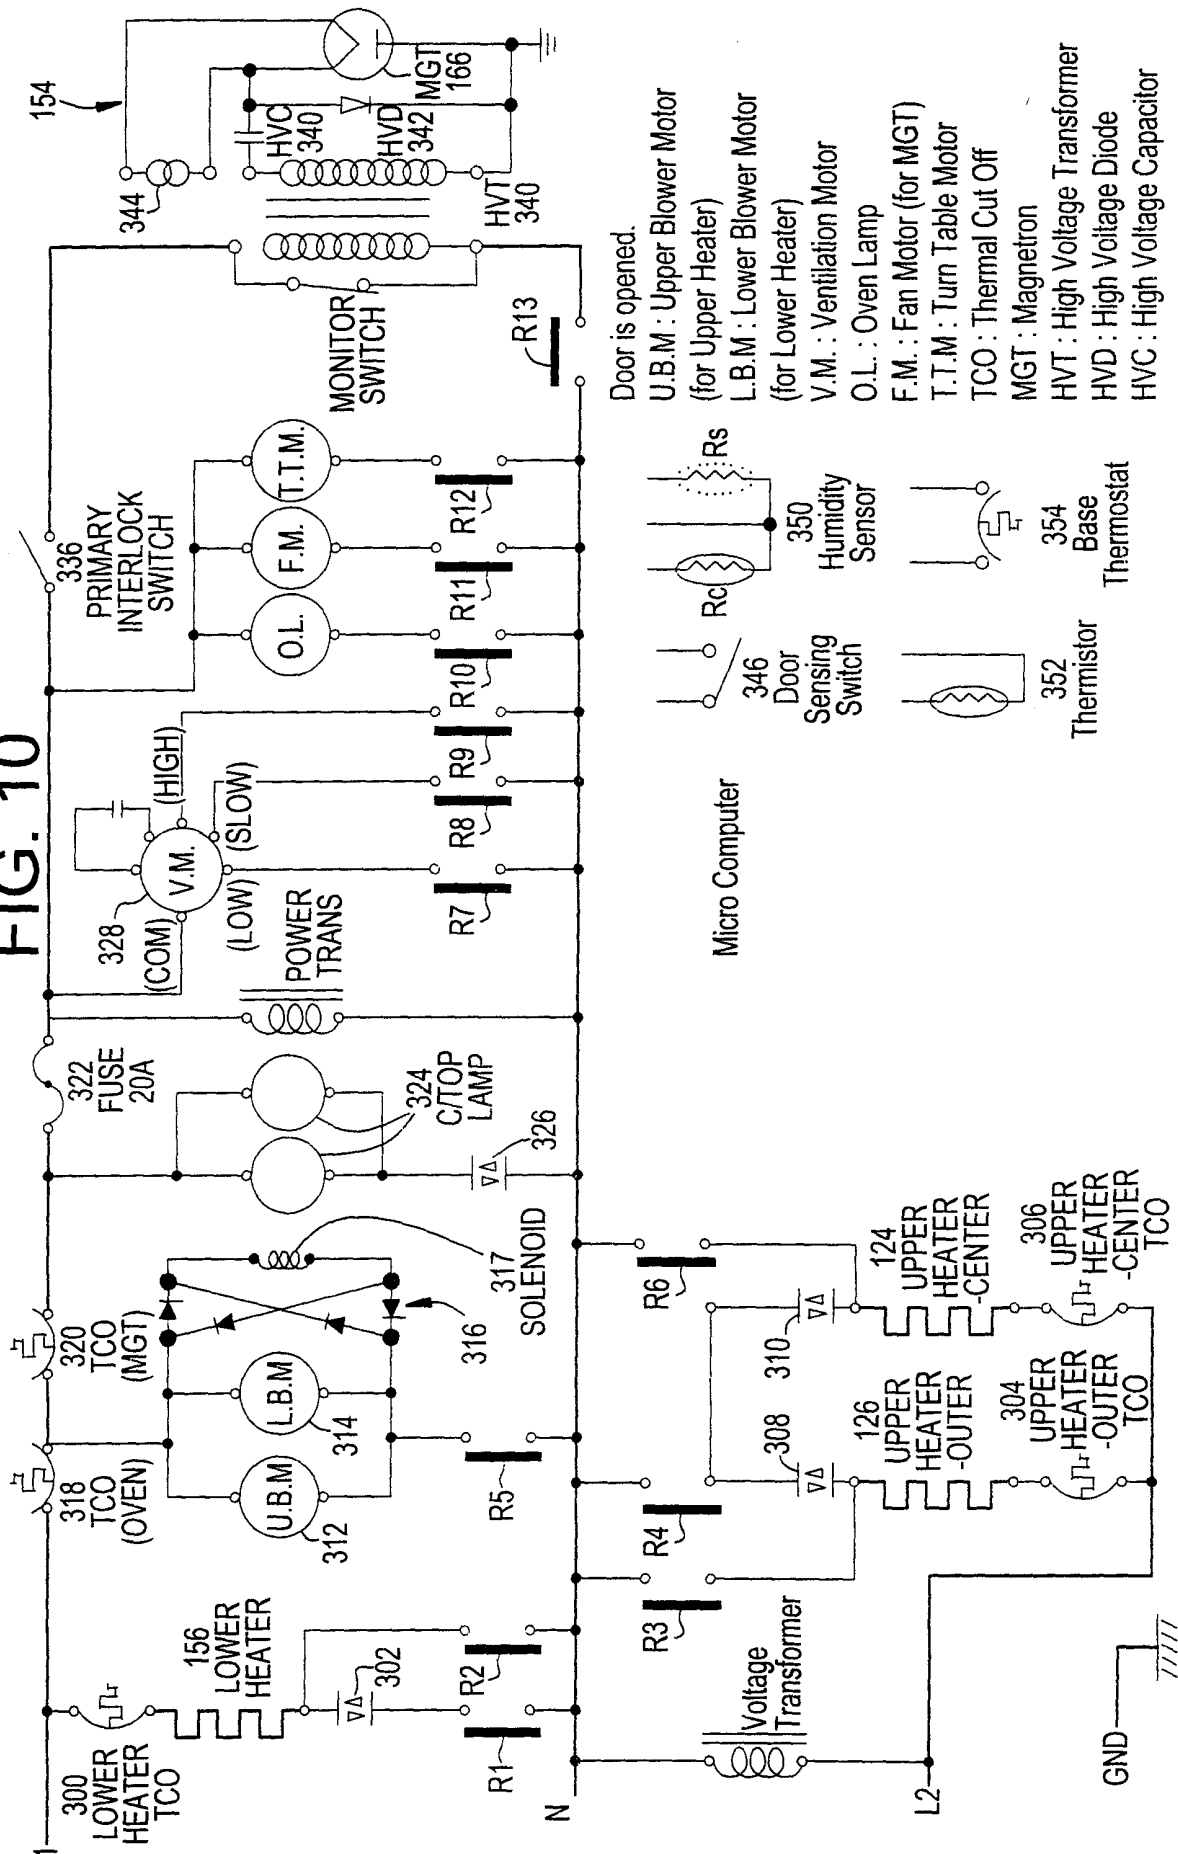 FIG. 10
154
344
HVC
340
HVD
342
MGT
166
HVT
340
336
PRIMARY
INTERLOCK
SWITCH
MONITOR
SWITCH
R13
T.T.M.
F.M.
O.L.
R12
R11
R10
328
V.M.
(COM)
(HIGH)
(SLOW)
(LOW)
R9
R8
R7
322
FUSE
20A
POWER
TRANS
324
C/TOP
LAMP
326
320
TCO
(MGT)
318
TCO
(OVEN)
317
SOLENOID
316
L.B.M
314
U.B.M
312
R5
300
LOWER
HEATER
TCO
156
LOWER
HEATER
302
R2
R1
N
Door is opened.
U.B.M : Upper Blower Motor
(for Upper Heater)
L.B.M : Lower Blower Motor
(for Lower Heater)
V.M. : Ventilation Motor
O.L. : Oven Lamp
F.M. : Fan Motor (for MGT)
T.T.M : Turn Table Motor
TCO : Thermal Cut Off
MGT : Magnetron
HVT : High Voltage Transformer
HVD : High Voltage Diode
HVC : High Voltage Capacitor
Rs
Rc
350
Humidity
Sensor
346
Door
Sensing
Switch
354
Base
Thermostat
352
Thermistor
Micro Computer
R6
R4
R3
310
308
124
UPPER
HEATER
-CENTER
306
UPPER
HEATER
-CENTER
TCO
126
UPPER
HEATER
-OUTER
304
UPPER
HEATER
-OUTER
TCO
Voltage
Transformer
L2
GND